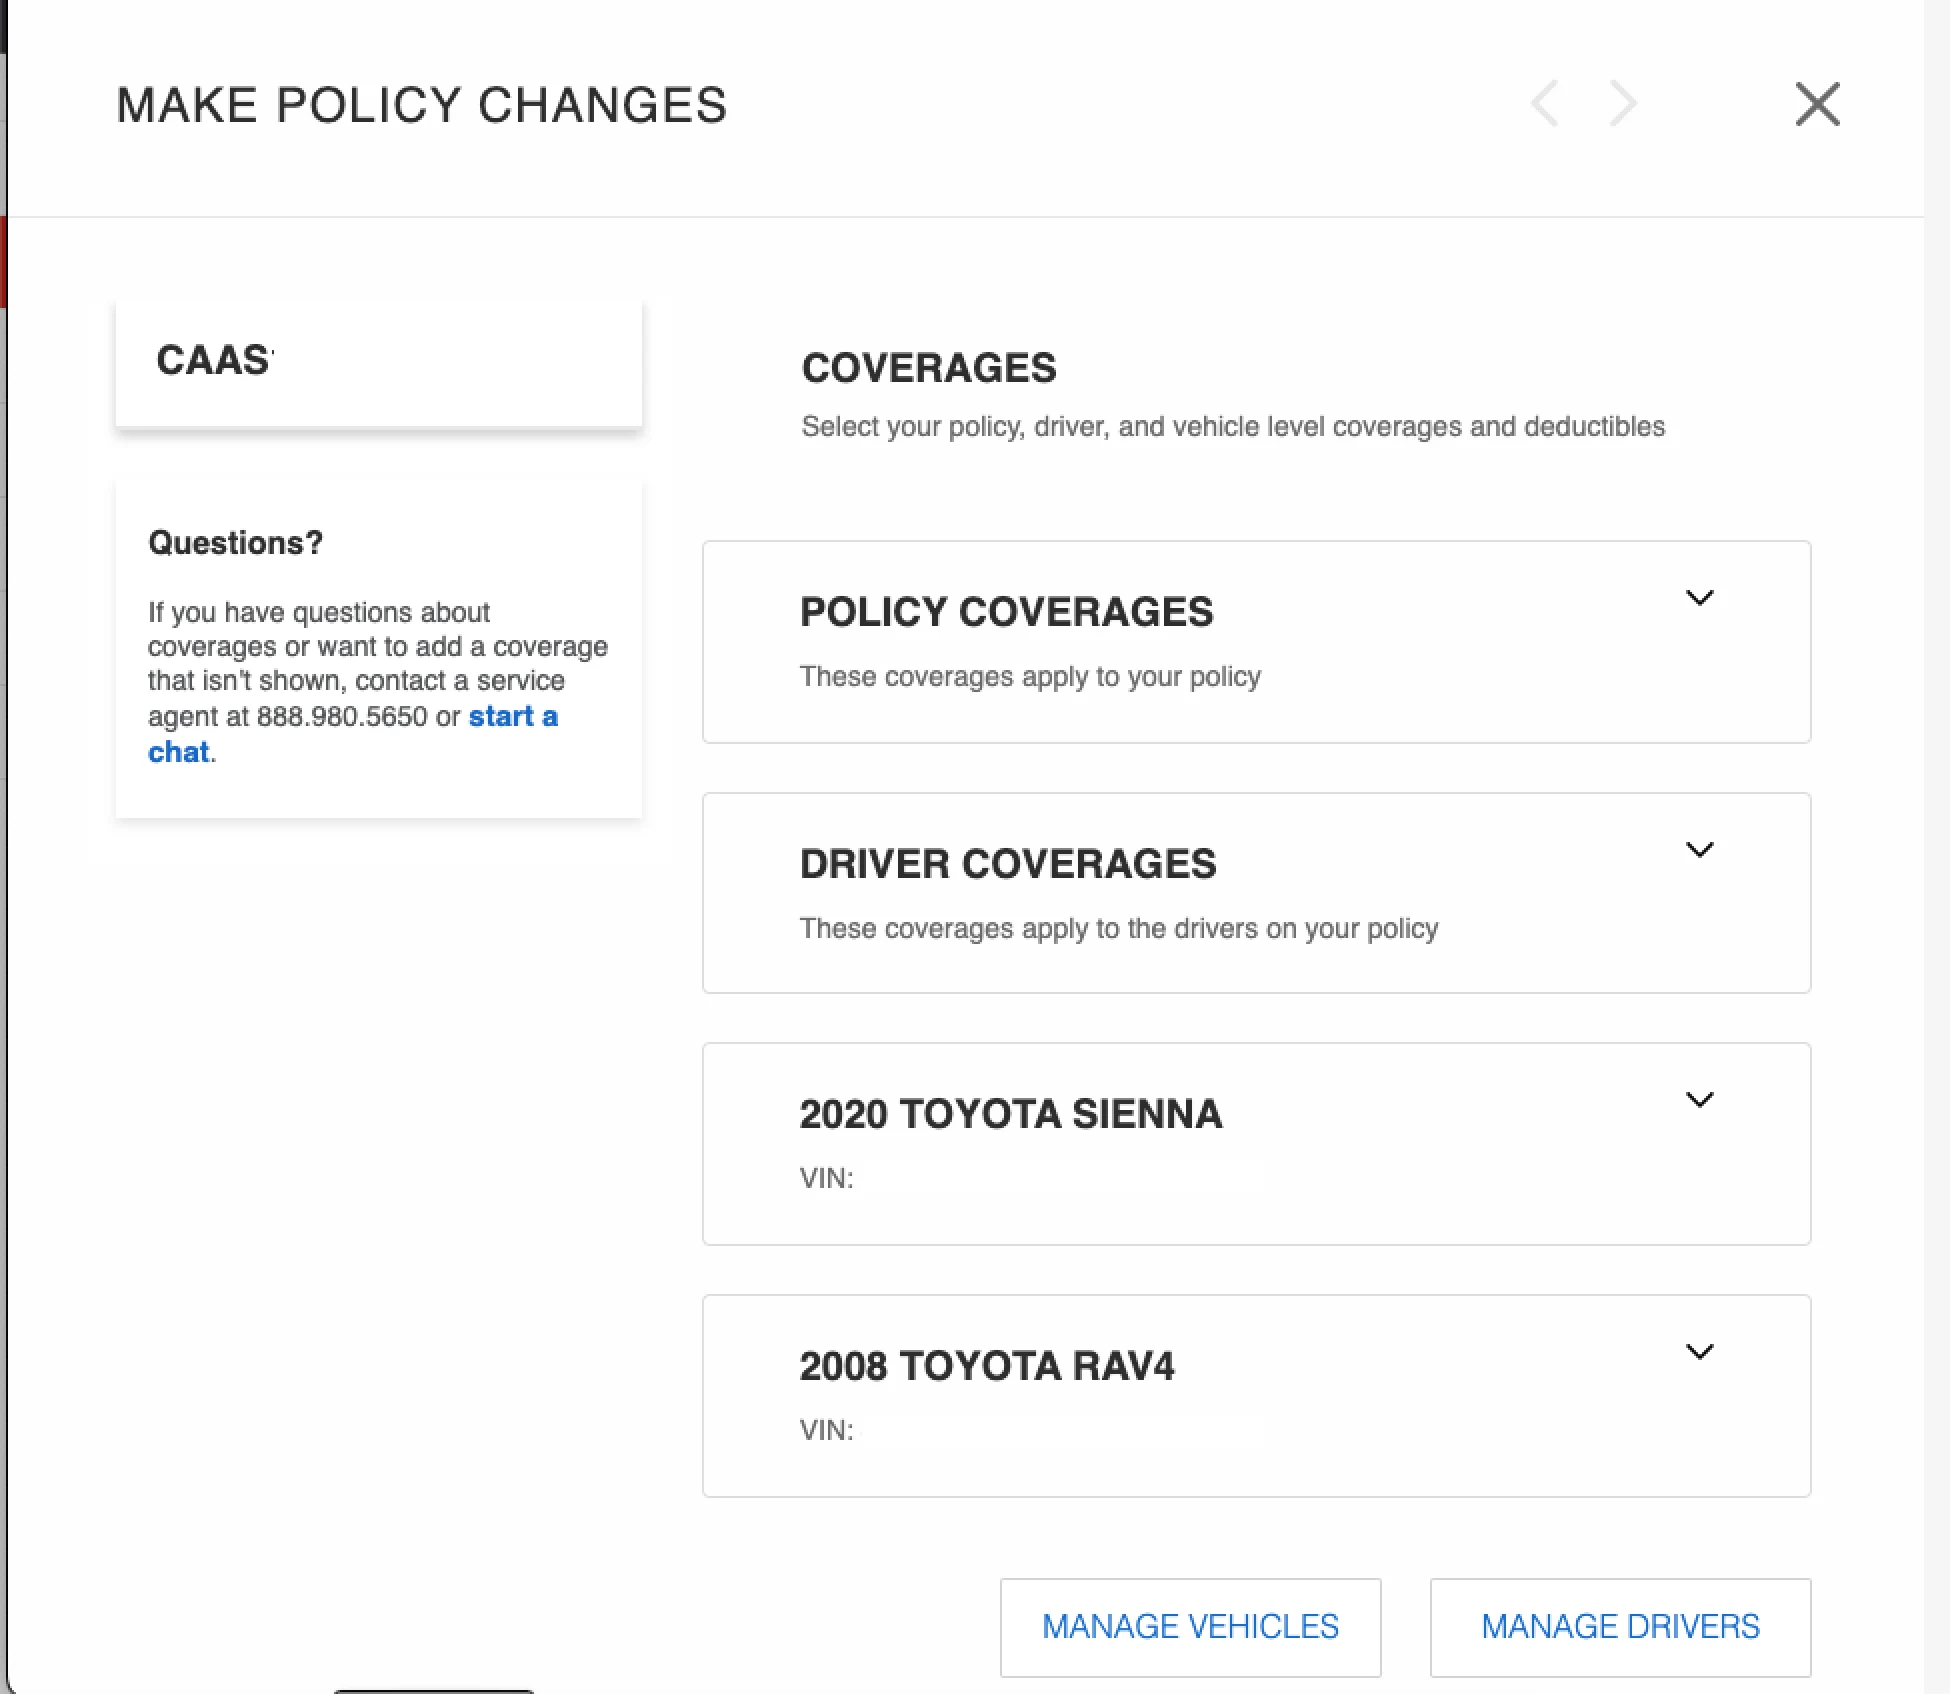 MAKE POLICY CHANGES
CAAS
Questions?
If you have questions about
coverages or want to add a coverage
that isn't shown, contact a service
agent at 888.980.5650 or start a
chat.
COVERAGES
Select your policy, driver, and vehicle level coverages and deductibles
POLICY COVERAGES
These coverages apply to your policy
DRIVER COVERAGES
These coverages apply to the drivers on your policy
2020 TOYOTA SIENNA
VIN:
2008 TOYOTA RAV4
VIN:
MANAGE VEHICLES
MANAGE DRIVERS